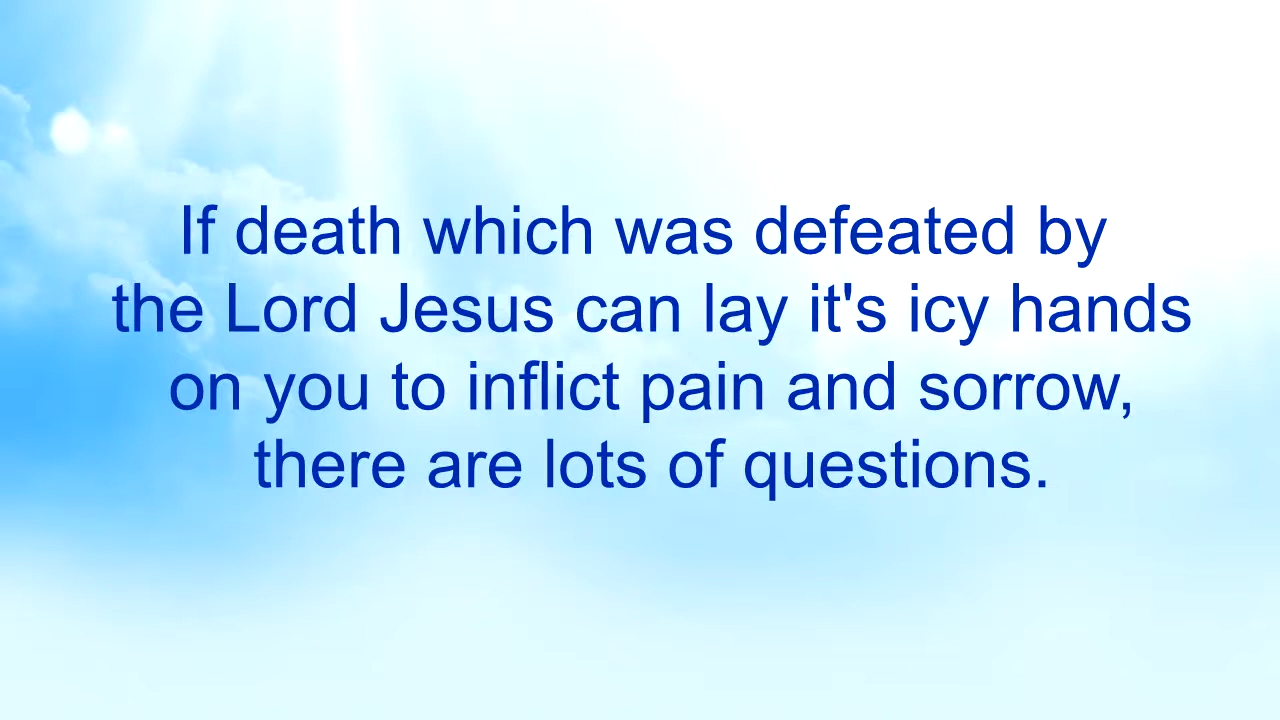 If death which was defeated by
the Lord Jesus can lay it's icy hands
on you to inflict pain and sorrow,
there are lots of questions.